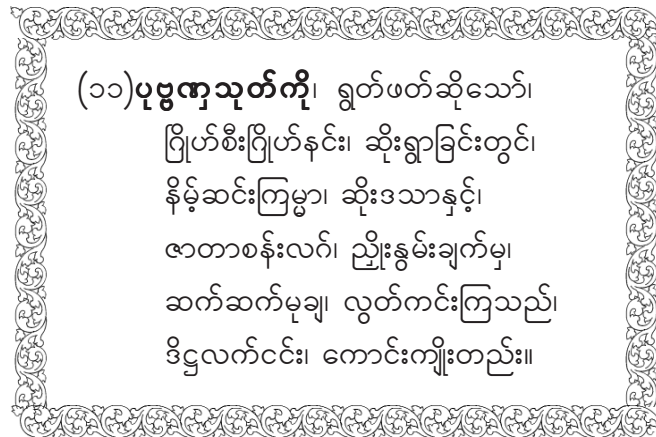 (၁၁)ပုဗ္ဗဏှသုတ်ကို၊ ရွတ်ဖတ်ဆိုသော်၊
ဂြိုဟ်စီးဂြိုဟ်နင်း၊ ဆိုးရွာခြင်းတွင်၊
နိမ့်ဆင်းကြမ္မာ၊ ဆိုးဒသာနှင့်၊
ဇာတာစန်းလဂ်၊ ညှိုးနွမ်းချက်မှ၊
ဆက်ဆက်မုချ၊ လွတ်ကင်းကြသည်၊
ဒိဋ္ဌလက်ငင်း၊ ကောင်းကျိုးတည်း။